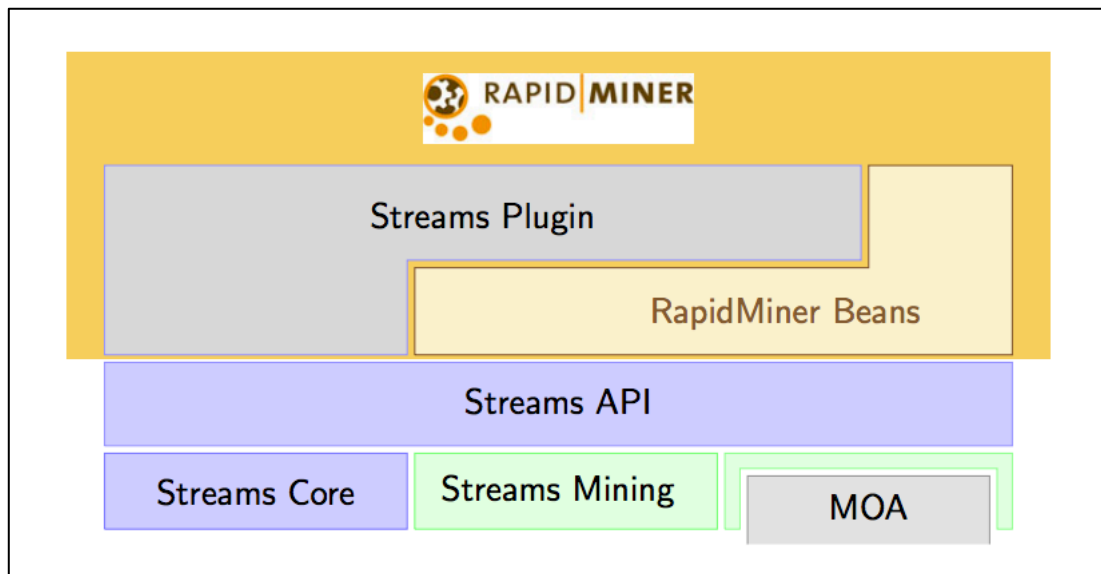 RAPID MINER
Streams Plugin
RapidMiner Beans
Streams API
Streams Core
Streams Mining
MOA